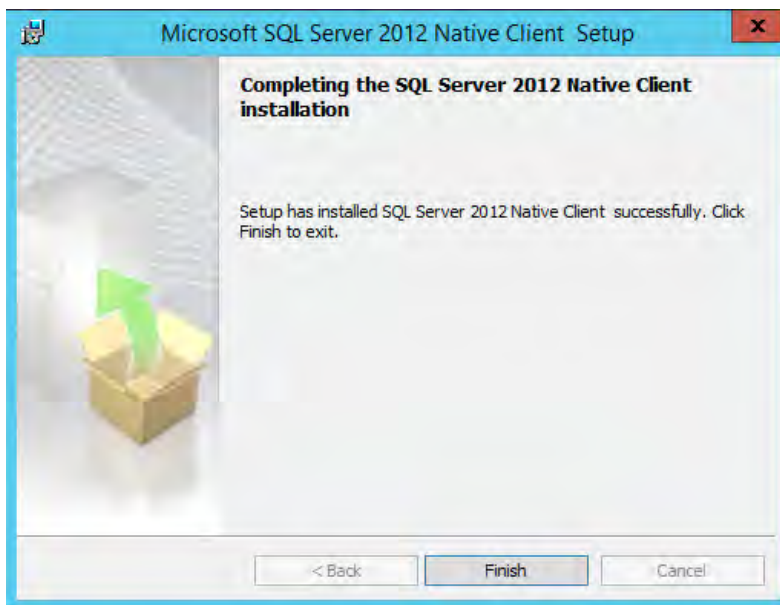 Microsoft SQL Server 2012 Native Client Setup
x
Completing the SQL Server 2012 Native Client
installation
Setup has installed SQL Server 2012 Native Client successfully. Click
Finish to exit.
< Back
Finish
Cancel